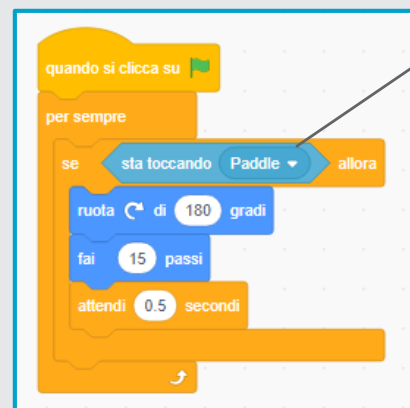 quando si clicca su
per sempre
se sta toccando Paddle allora
ruota di 180 gradi
fai 15 passi
attendi 0.5 secondi